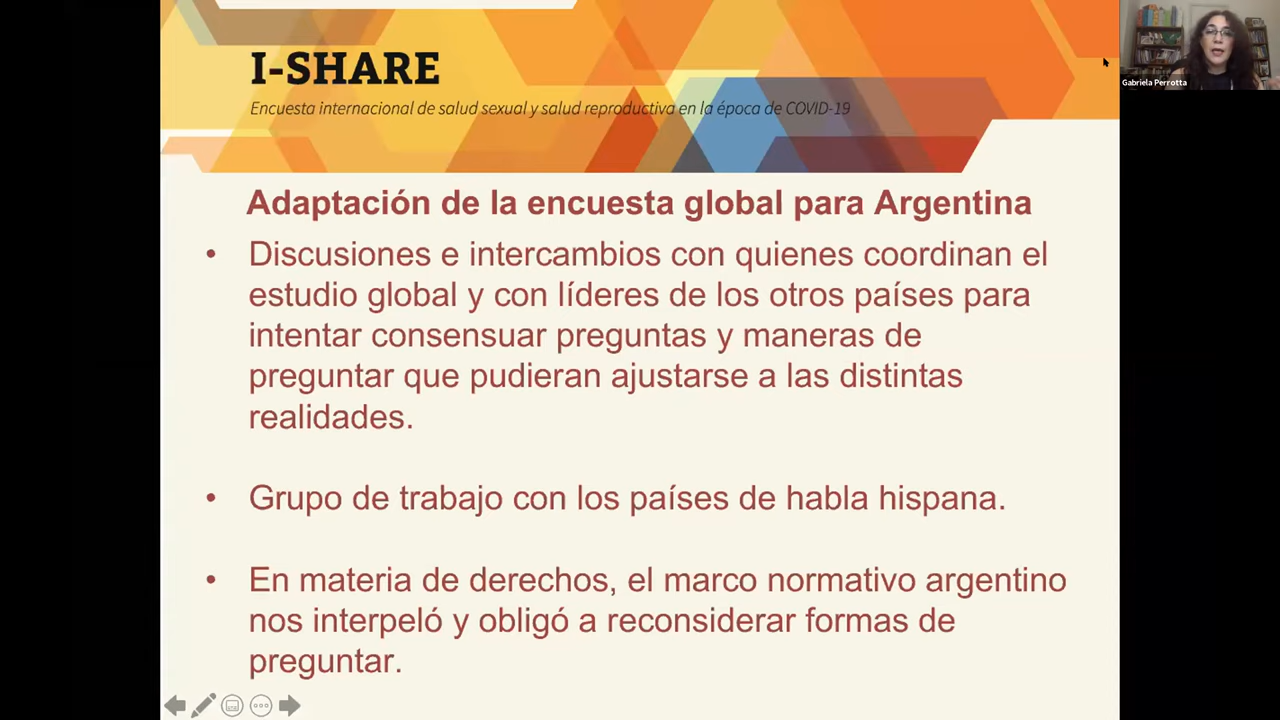 I-SHARE
Encuesta internacional de salud sexual y salud reproductiva en la época de COVID-19
Gabriela Perrotta
Adaptación de la encuesta global para Argentina
• Discusiones e intercambios con quienes coordinan el
estudio global y con líderes de los otros países para
intentar consensuar preguntas y maneras de
preguntar que pudieran ajustarse a las distintas
realidades.
• Grupo de trabajo con los países de habla hispana.
• En materia de derechos, el marco normativo argentino
nos interpeló y obligó a reconsiderar formas de
preguntar.